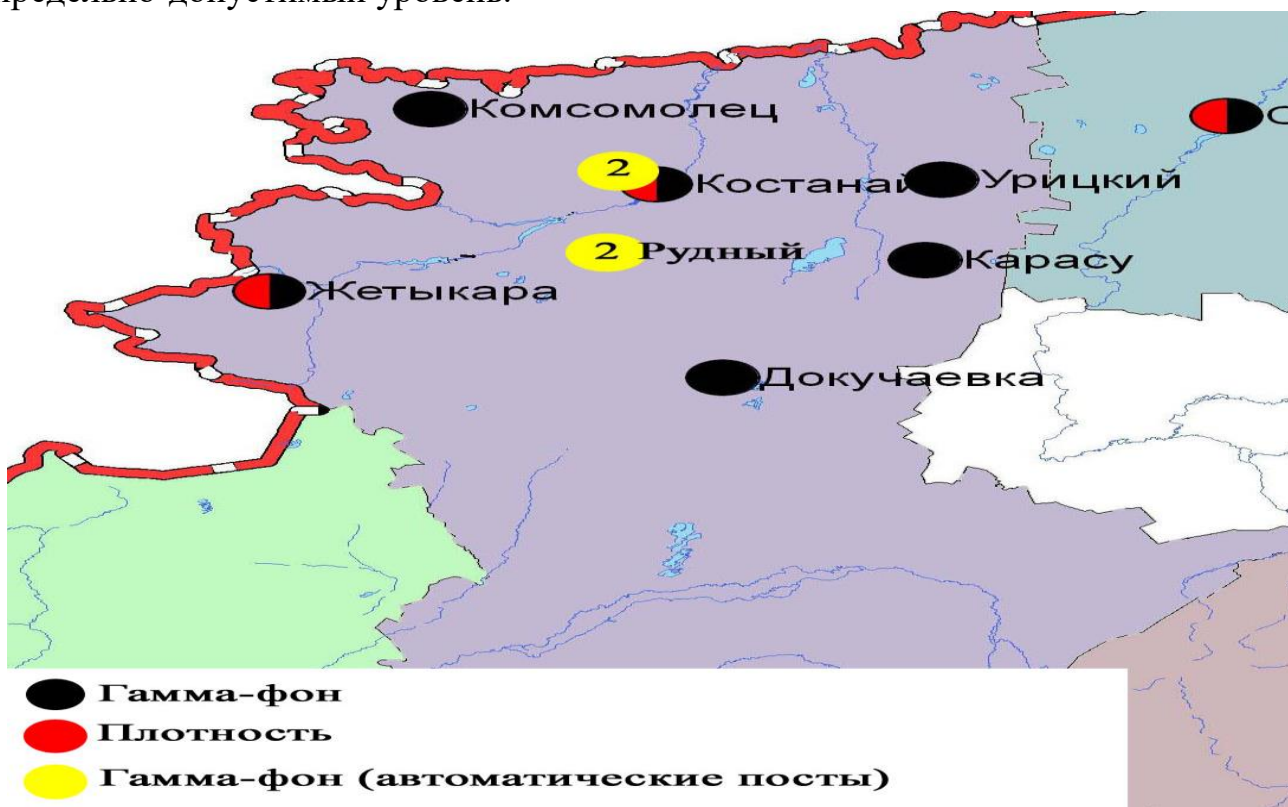 предельно-допустимый уровень.
Комсомолец
2
Костанай
Урицкий
2 Рудный
Карасу
Жетыкара
Докучаевка
Гамма-фон
Плотность
Гамма-фон (автоматические посты)